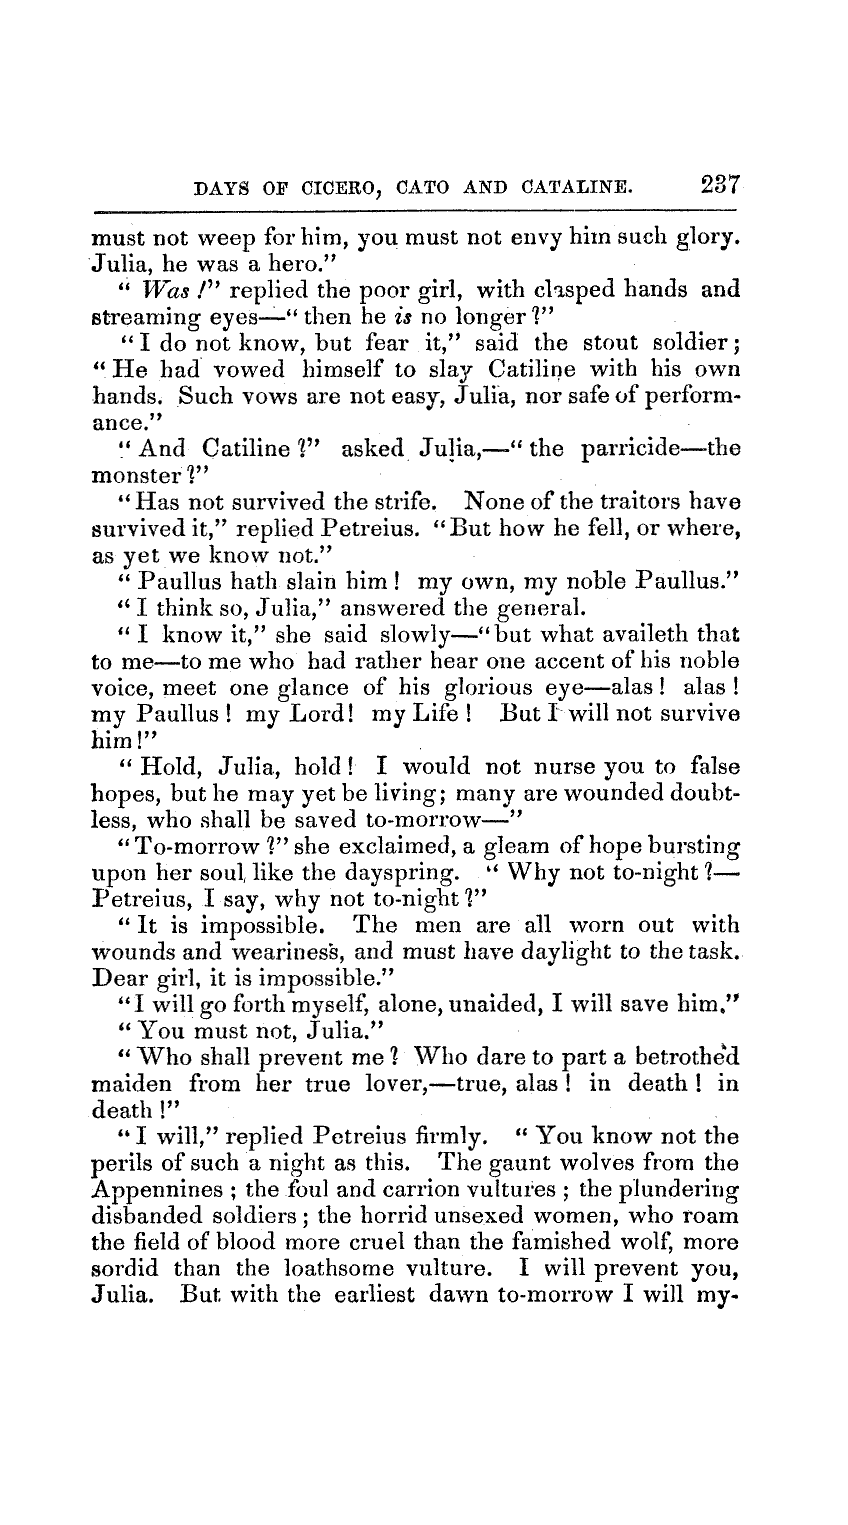 DAYS OF CICERO, CATO AND CATALINE. 237
must not weep for him, you must not envy him such glory.
Julia, he was a hero.”
“ Was !” replied the poor girl, with clasped hands and
streaming eyes—“ then he is no longer ?”
“ I do not know, but fear it,” said the stout soldier ;
“ He had vowed himself to slay Catiline with his own
hands. Such vows are not easy, Julia, nor safe of perform-
ance.”
“ And Catiline ?” asked Julia,—“ the parricide—the
monster ?”
“ Has not survived the strife. None of the traitors have
survived it,” replied Petreius. “ But how he fell, or where,
as yet we know not.”
“ Paullus hath slain him ! my own, my noble Paullus.”
“ I think so, Julia,” answered the general.
“ I know it,” she said slowly—“ but what availeth that
to me—to me who had rather hear one accent of his noble
voice, meet one glance of his glorious eye—alas ! alas !
my Paullus ! my Lord ! my Life ! But I will not survive
him !”
“ Hold, Julia, hold ! I would not nurse you to false
hopes, but he may yet be living ; many are wounded doubt-
less, who shall be saved to-morrow—”
“ To-morrow ?” she exclaimed, a gleam of hope bursting
upon her soul, like the dayspring. “ Why not to-night ?—
Petreius, I say, why not to-night ?”
“ It is impossible. The men are all worn out with
wounds and weariness, and must have daylight to the task.
Dear girl, it is impossible.”
“ I will go forth myself, alone, unaided, I will save him.”
“ You must not, Julia.”
“ Who shall prevent me ? Who dare to part a betrothed
maiden from her true lover,—true, alas ! in death ! in
death !”
“ I will,” replied Petreius firmly. “ You know not the
perils of such a night as this. The gaunt wolves from the
Appennines ; the foul and carrion vultures ; the plundering
disbanded soldiers ; the horrid unsexed women, who roam
the field of blood more cruel than the famished wolf, more
sordid than the loathsome vulture. I will prevent you,
Julia. But with the earliest dawn to-morrow I will my-